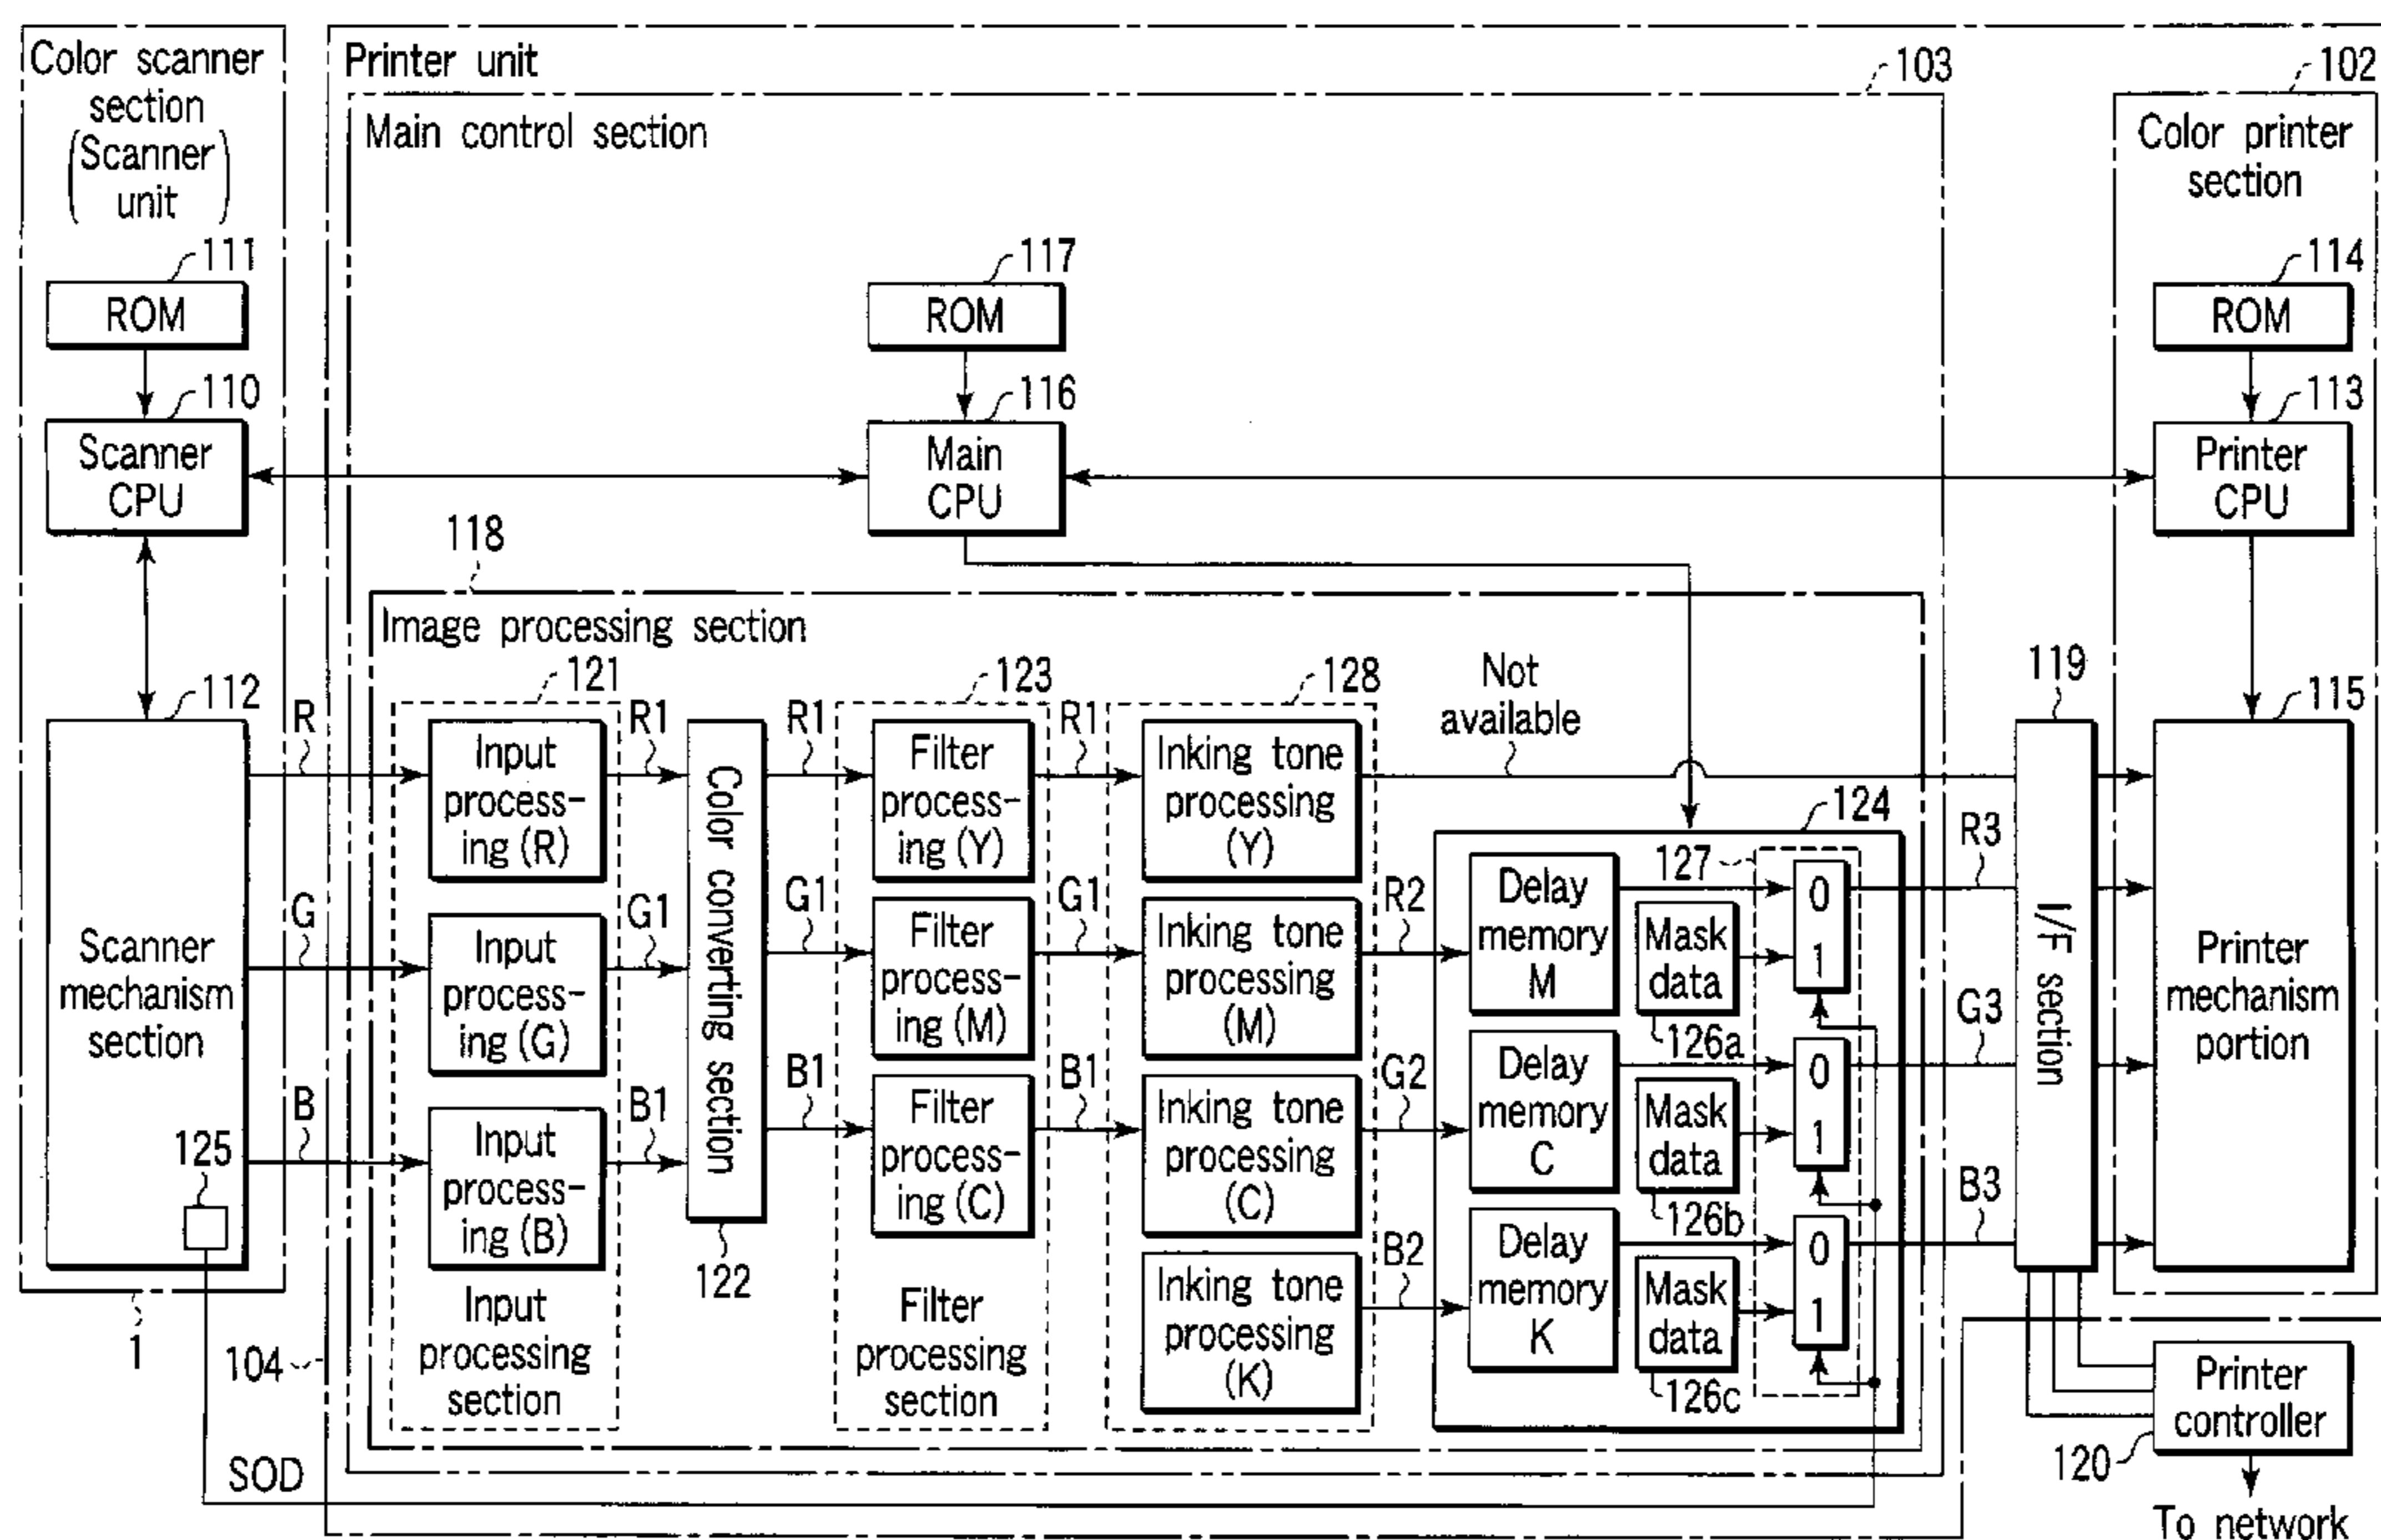 Color scanner
section
(Scanner
unit)
Printer unit
103
102
Main control section
Color printer
section
111
ROM
117
ROM
114
ROM
110
Scanner
CPU
116
Main
CPU
113
Printer
CPU
118
Image processing section
112
Scanner
mechanism
section
125
R
G
B
121
Input
process-
ing (R)
Input
process-
ing (G)
Input
process-
ing (B)
Input
processing
section
R1
G1
B1
Color converting section
122
R1
G1
B1
123
Filter
process-
ing (Y)
Filter
process-
ing (M)
Filter
process-
ing (C)
Filter
processing
section
R1
G1
B1
128
Inking tone
processing
(Y)
Inking tone
processing
(M)
Inking tone
processing
(C)
Inking tone
processing
(K)
Not
available
R2
G2
B2
124
127
Delay
memory
M
Mask
data
126a
0
1
Delay
memory
C
Mask
data
126b
0
1
Delay
memory
K
Mask
data
126c
0
1
R3
G3
B3
119
I/F section
115
Printer
mechanism
portion
1
104
SOD
Printer
controller
120
To network